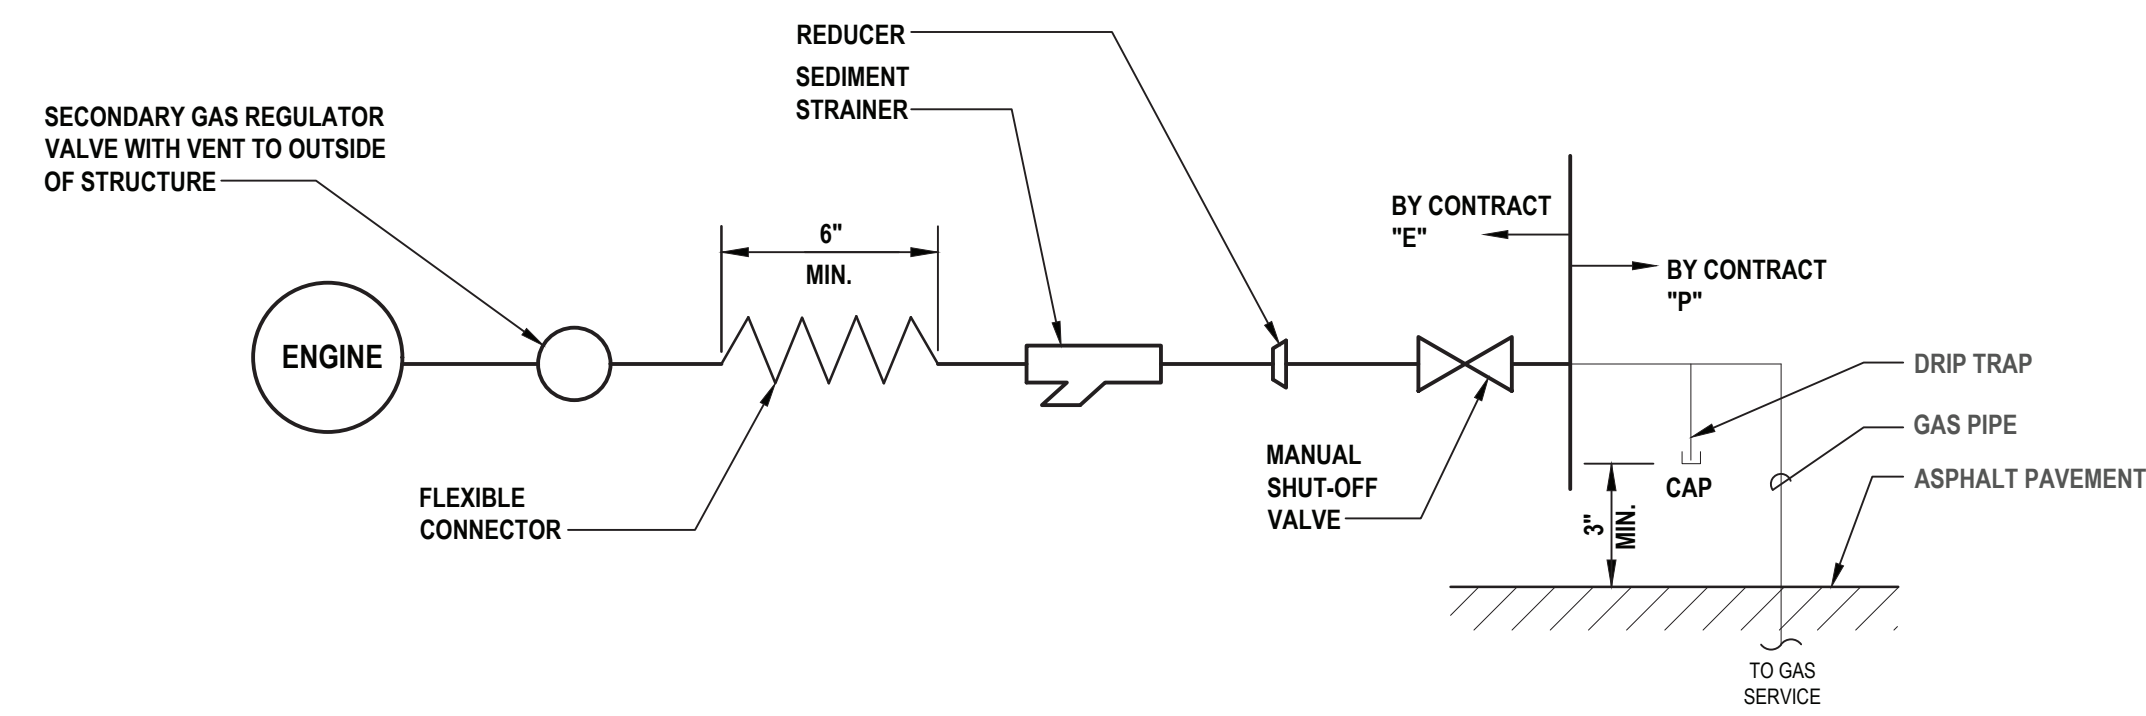 REDUCER
SEDIMENT
STRAINER
SECONDARY GAS REGULATOR
VALVE WITH VENT TO OUTSIDE
OF STRUCTURE
6"
MIN.
BY CONTRACT
"E"
BY CONTRACT
"P"
ENGINE
DRIP TRAP
GAS PIPE
ASPHALT PAVEMENT
MANUAL
SHUT-OFF
VALVE
CAP
FLEXIBLE
CONNECTOR
3"
MIN.
TO GAS
SERVICE